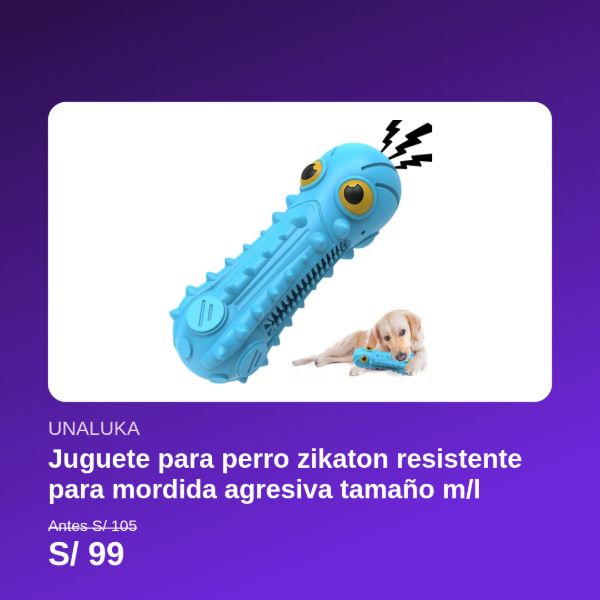 UNALUKA
Juguete para perro zikaton resistente
para mordida agresiva tamaño m/l
Antes S/ 105
S/ 99